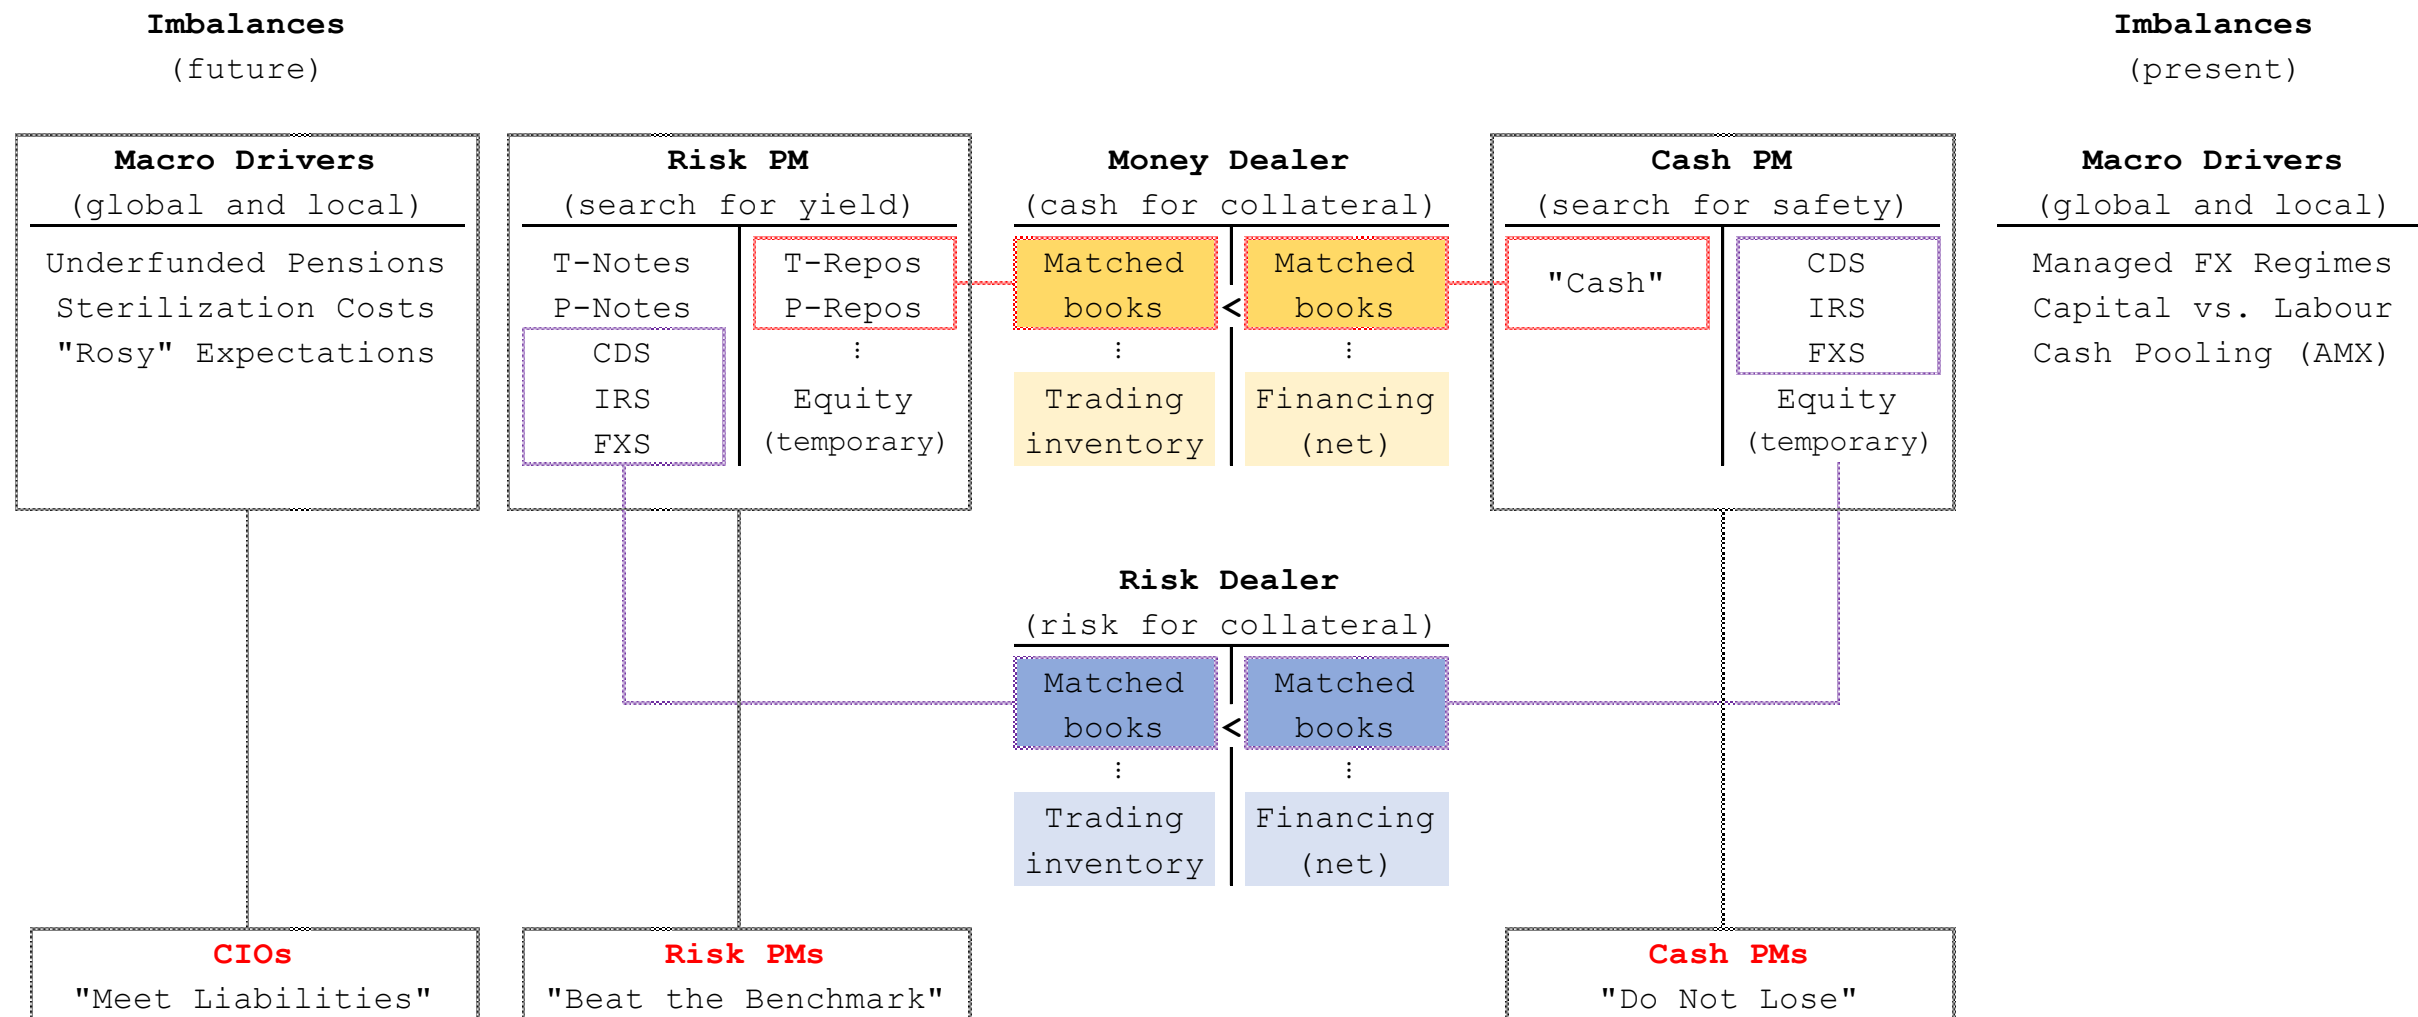 Imbalances
(future)
Imbalances
(present)
Macro Drivers
(global and local)
Underfunded Pensions
Sterilization Costs
"Rosy" Expectations
Risk PM
(search for yield)
T-Notes
P-Notes
CDS
IRS
FXS
T-Repos
P-Repos
⋮
Equity
(temporary)
Money Dealer
(cash for collateral)
Matched
books
⋮
Trading
inventory
<
Matched
books
⋮
Financing
(net)
Cash PM
(search for safety)
"Cash"
CDS
IRS
FXS
Equity
(temporary)
Macro Drivers
(global and local)
Managed FX Regimes
Capital vs. Labour
Cash Pooling (AMX)
Risk Dealer
(risk for collateral)
Matched
books
⋮
Trading
inventory
<
Matched
books
⋮
Financing
(net)
CIOs
"Meet Liabilities"
Risk PMs
"Beat the Benchmark"
Cash PMs
"Do Not Lose"